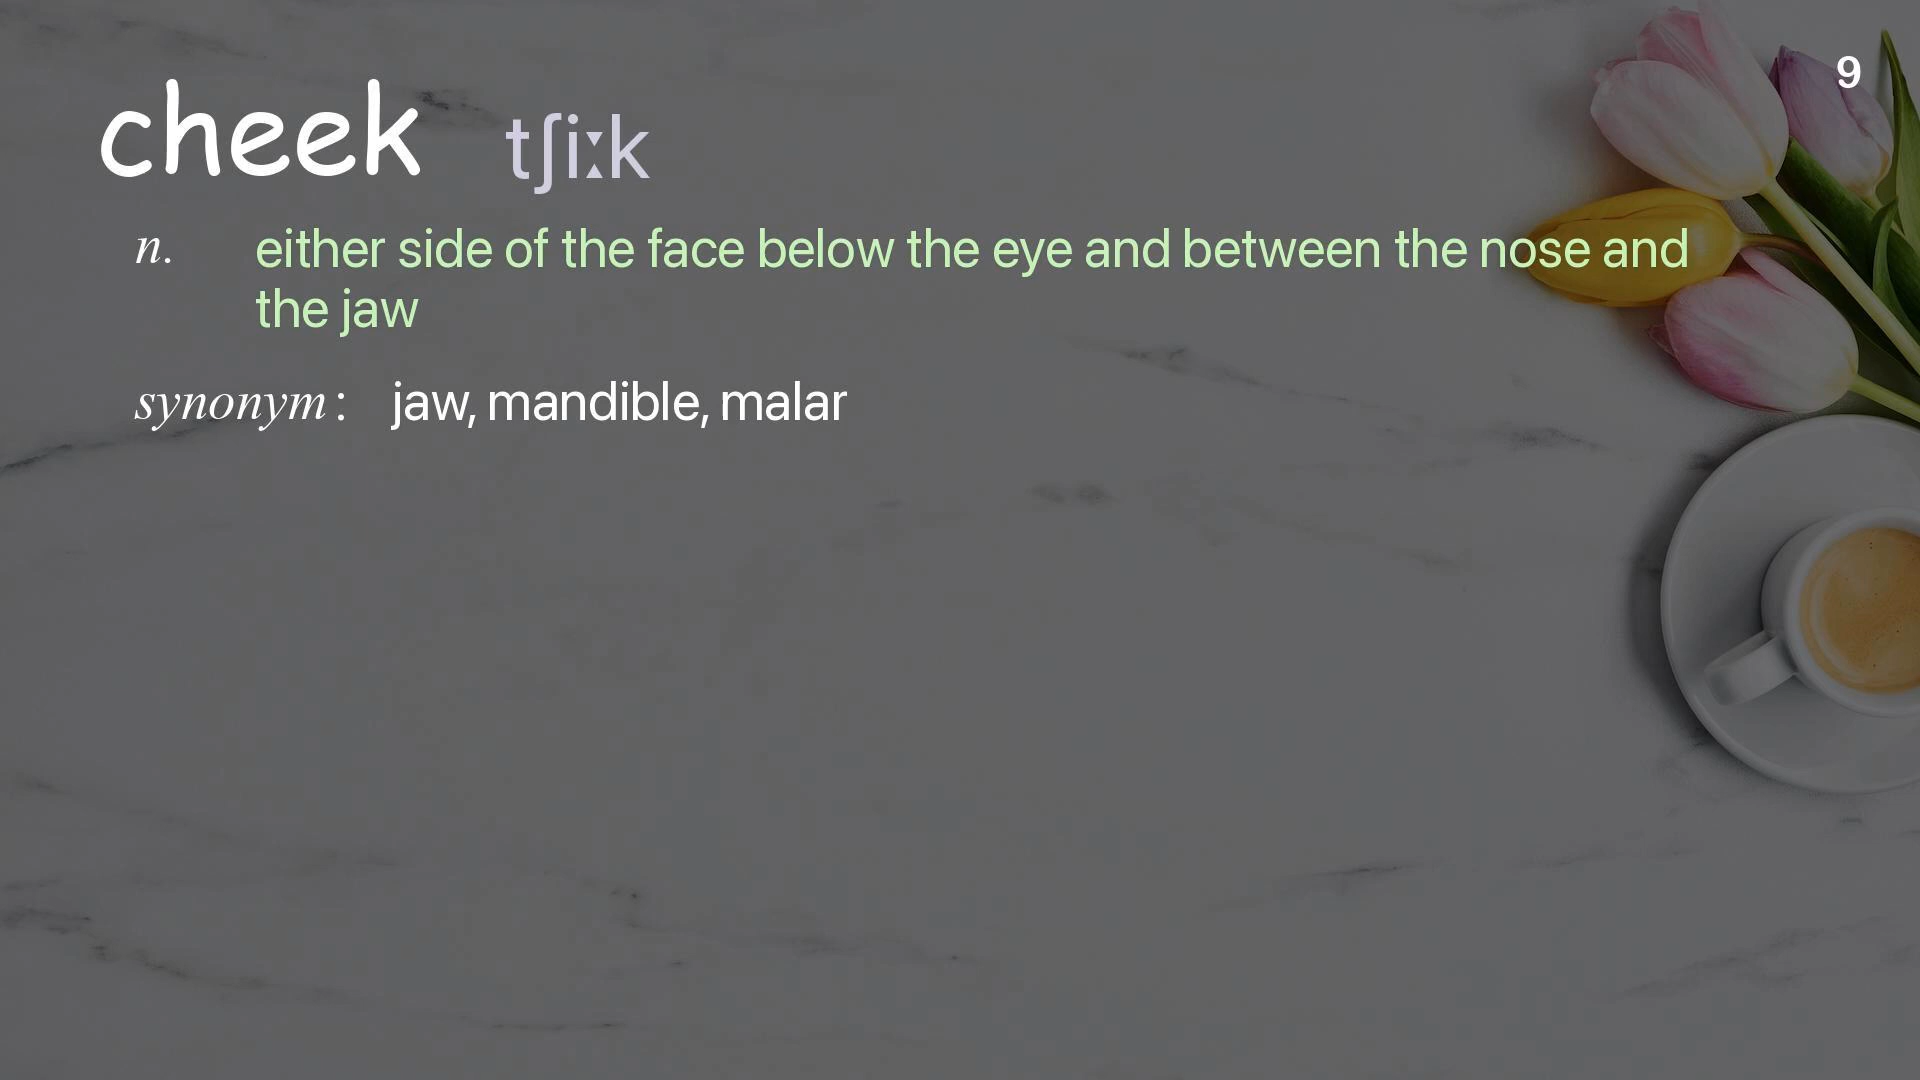 9
cheek tʃiːk
n. either side of the face below the eye and between the nose and
the jaw
synonym: jaw, mandible, malar